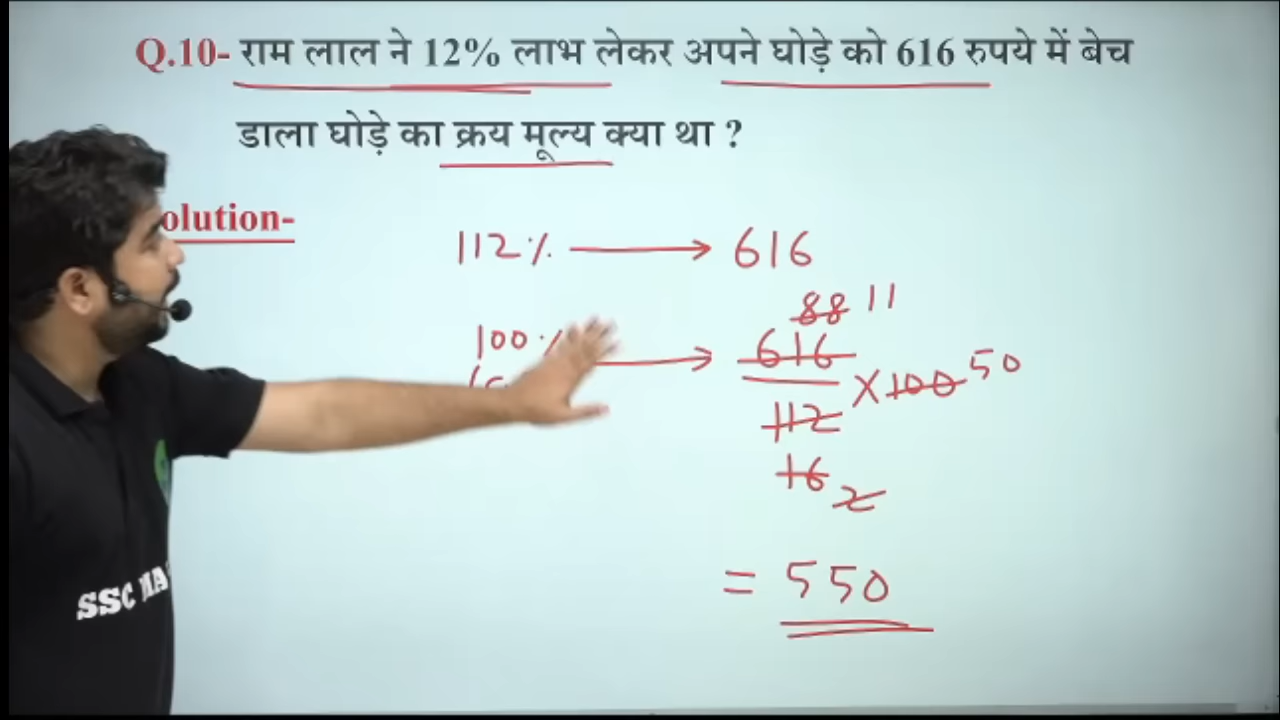 Q.10- राम लाल ने 12% लाभ लेकर अपने घोड़े को 616 रुपये में बेच
डाला घोड़े का क्रय मूल्य क्या था ?
olution-
112% → 616
88 11
100% → 616
×100 50
112
16 2
= 550
SSC MA